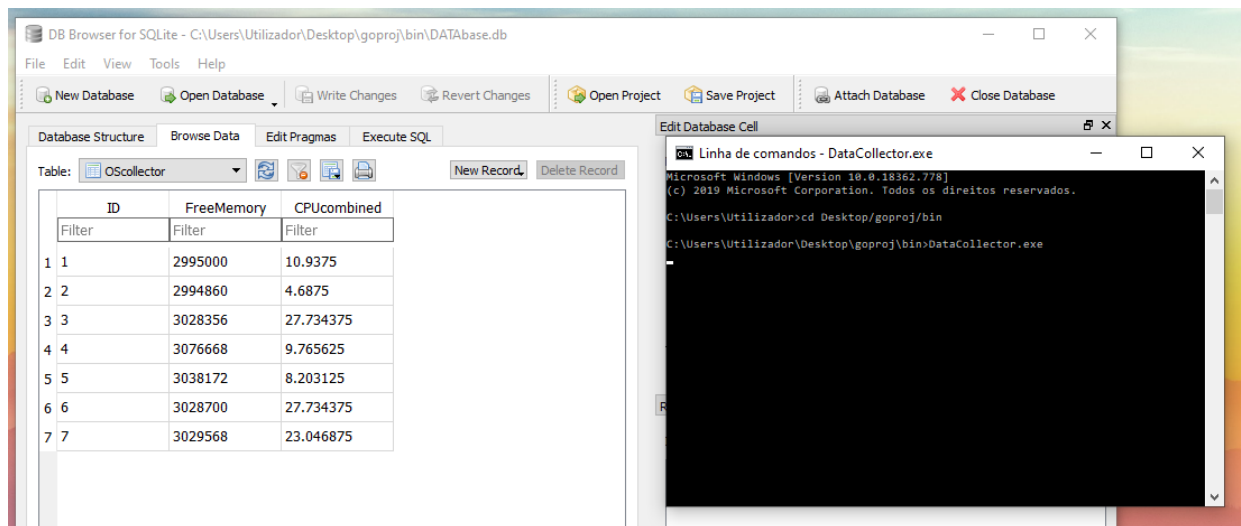 DB Browser for SQLite - C:\Users\Utilizador\Desktop\goproj\bin\DATAbase.db
File Edit View Tools Help
New Database Open Database Write Changes Revert Changes Open Project Save Project Attach Database Close Database
Database Structure Browse Data Edit Pragmas Execute SQL
Table: OScollector New Record Delete Record
ID FreeMemory CPUcombined
Filter Filter Filter
1 1 2995000 10.9375
2 2 2994860 4.6875
3 3 3028356 27.734375
4 4 3076668 9.765625
5 5 3038172 8.203125
6 6 3028700 27.734375
7 7 3029568 23.046875
Edit Database Cell
Linha de comandos - DataCollector.exe
Microsoft Windows [Version 10.0.18362.778]
(c) 2019 Microsoft Corporation. Todos os direitos reservados.
C:\Users\Utilizador>cd Desktop/goproj/bin
C:\Users\Utilizador\Desktop\goproj\bin>DataCollector.exe